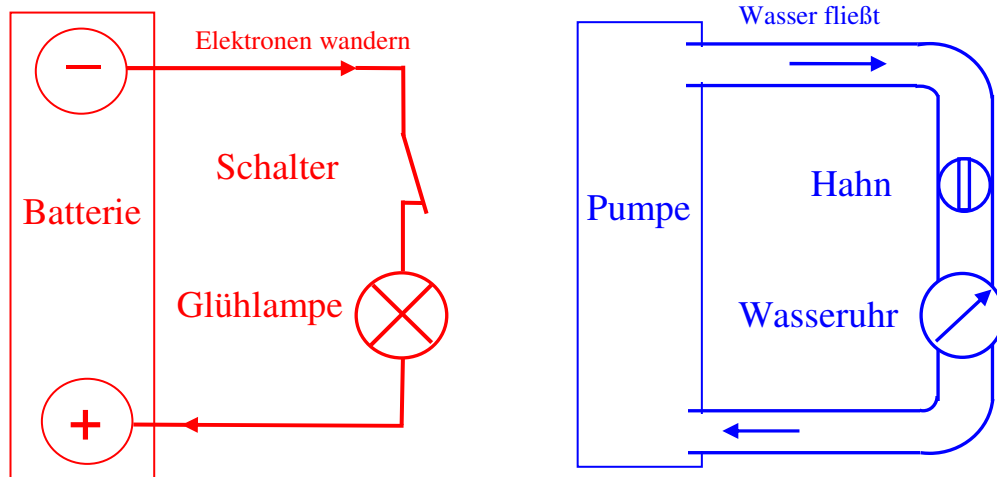 Elektronen wandern
−
Schalter
Batterie
Glühlampe
+
Wasser fließt
Hahn
Pumpe
Wasseruhr